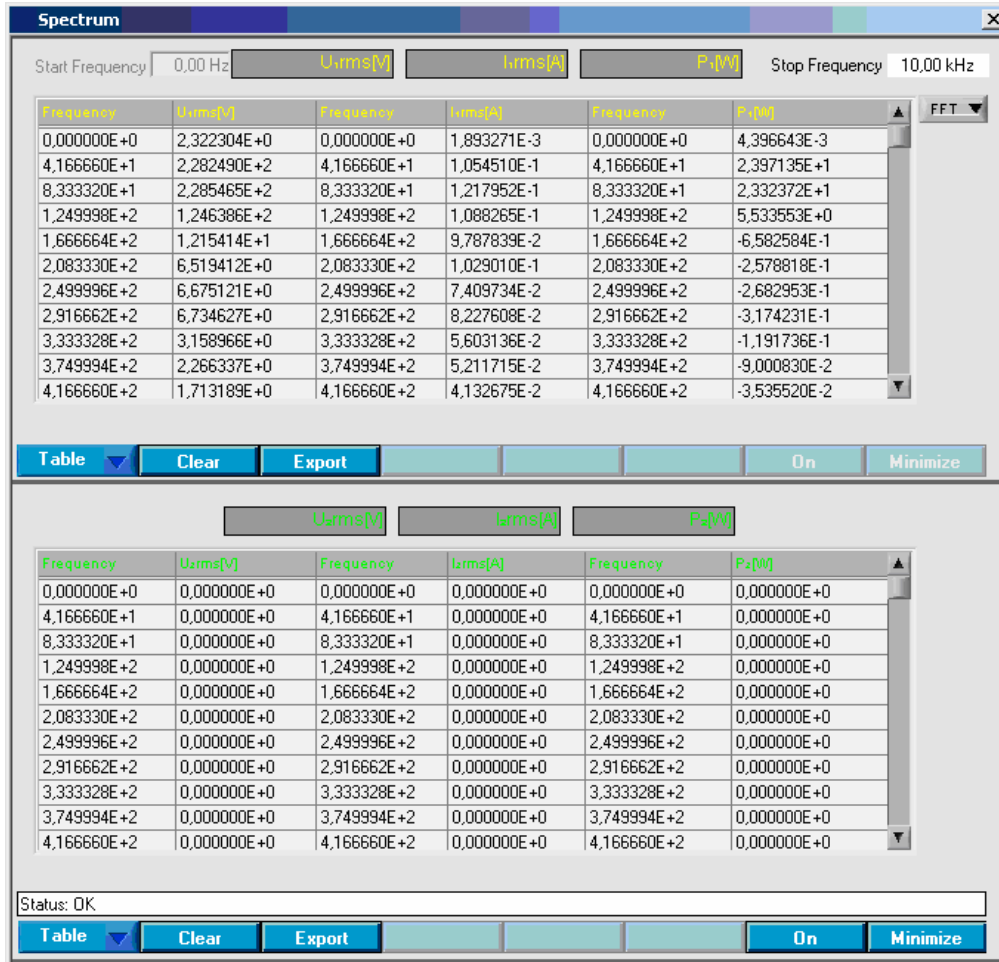 Spectrum
Start Frequency 0,00 Hz U₁rms[V] I₁rms[A] P₁[W] Stop Frequency 10,00 kHz
Frequency U₁rms[V] Frequency I₁rms[A] Frequency P₁[W] FFT
0,000000E+0 2,322304E+0 0,000000E+0 1,893271E-3 0,000000E+0 4,396643E-3
4,166660E+1 2,282490E+2 4,166660E+1 1,054510E-1 4,166660E+1 2,397135E+1
8,333320E+1 2,285465E+2 8,333320E+1 1,217952E-1 8,333320E+1 2,332372E+1
1,249998E+2 1,246386E+2 1,249998E+2 1,088265E-1 1,249998E+2 5,533553E+0
1,666664E+2 1,215414E+1 1,666664E+2 9,787839E-2 1,666664E+2 -6,582584E-1
2,083330E+2 6,519412E+0 2,083330E+2 1,029010E-1 2,083330E+2 -2,578818E-1
2,499996E+2 6,675121E+0 2,499996E+2 7,409734E-2 2,499996E+2 -2,682953E-1
2,916662E+2 6,734627E+0 2,916662E+2 8,227608E-2 2,916662E+2 -3,174231E-1
3,333328E+2 3,158966E+0 3,333328E+2 5,603136E-2 3,333328E+2 -1,191736E-1
3,749994E+2 2,266337E+0 3,749994E+2 5,211715E-2 3,749994E+2 -9,000830E-2
4,166660E+2 1,713189E+0 4,166660E+2 4,132675E-2 4,166660E+2 -3,535520E-2
Table Clear Export On Minimize
U₂rms[V] I₂rms[A] P₂[W]
Frequency U₂rms[V] Frequency I₂rms[A] Frequency P₂[W]
0,000000E+0 0,000000E+0 0,000000E+0 0,000000E+0 0,000000E+0 0,000000E+0
4,166660E+1 0,000000E+0 4,166660E+1 0,000000E+0 4,166660E+1 0,000000E+0
8,333320E+1 0,000000E+0 8,333320E+1 0,000000E+0 8,333320E+1 0,000000E+0
1,249998E+2 0,000000E+0 1,249998E+2 0,000000E+0 1,249998E+2 0,000000E+0
1,666664E+2 0,000000E+0 1,666664E+2 0,000000E+0 1,666664E+2 0,000000E+0
2,083330E+2 0,000000E+0 2,083330E+2 0,000000E+0 2,083330E+2 0,000000E+0
2,499996E+2 0,000000E+0 2,499996E+2 0,000000E+0 2,499996E+2 0,000000E+0
2,916662E+2 0,000000E+0 2,916662E+2 0,000000E+0 2,916662E+2 0,000000E+0
3,333328E+2 0,000000E+0 3,333328E+2 0,000000E+0 3,333328E+2 0,000000E+0
3,749994E+2 0,000000E+0 3,749994E+2 0,000000E+0 3,749994E+2 0,000000E+0
4,166660E+2 0,000000E+0 4,166660E+2 0,000000E+0 4,166660E+2 0,000000E+0
Status: OK
Table Clear Export On Minimize